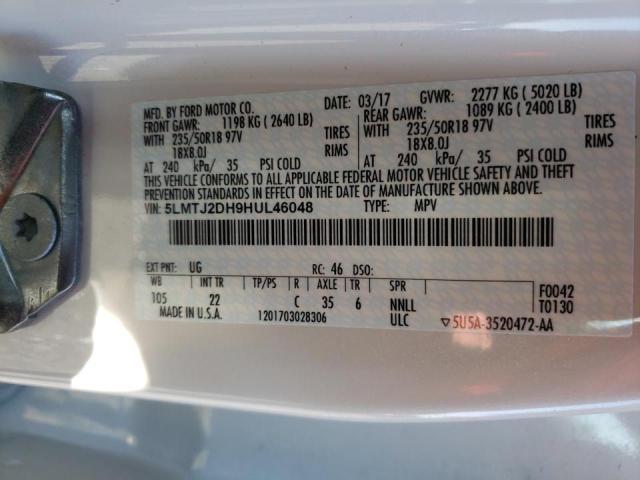 MFD. BY FORD MOTOR CO.
03/17 GVWR: 2277 KG ( 5020 LB)
FRONT GAWR: 1198 KG ( 2640 LB) REAR GAWR: 1089 KG ( 2400 LB)
WITH 235/50R18 97V TIRES WITH 235/50R18 97V TIRES
18X8.0J RIMS 18X8.0J RIMS
AT 240 kPa/ 35 PSI COLD AT 240 kPa/ 35 PSI COLD
THIS VEHICLE CONFORMS TO ALL APPLICABLE FEDERAL MOTOR VEHICLE SAFETY AND THEFT
PREVENTION STANDARDS IN EFFECT ON THE DATE OF MANUFACTURE SHOWN ABOVE.
VIN: 5LMTJ2DH9HUL46048 TYPE: MPV
EXT PNT: UG RC: 46 DSO:
WB INT TR TP/PS R AXLE TR SPR F0042
105 22 C 35 6 NNLL T0130
MADE IN U.S.A. 1201703028306 ULC ▽5U5A-3520472-AA